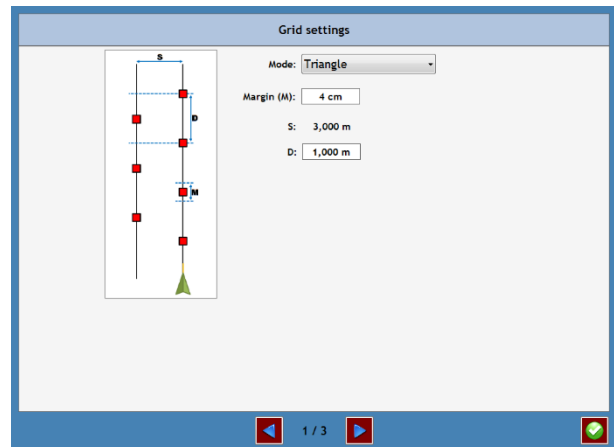 Grid settings
S
D
M
Mode: Triangle
Margin (M): 4 cm
S: 3,000 m
D: 1,000 m
1 / 3